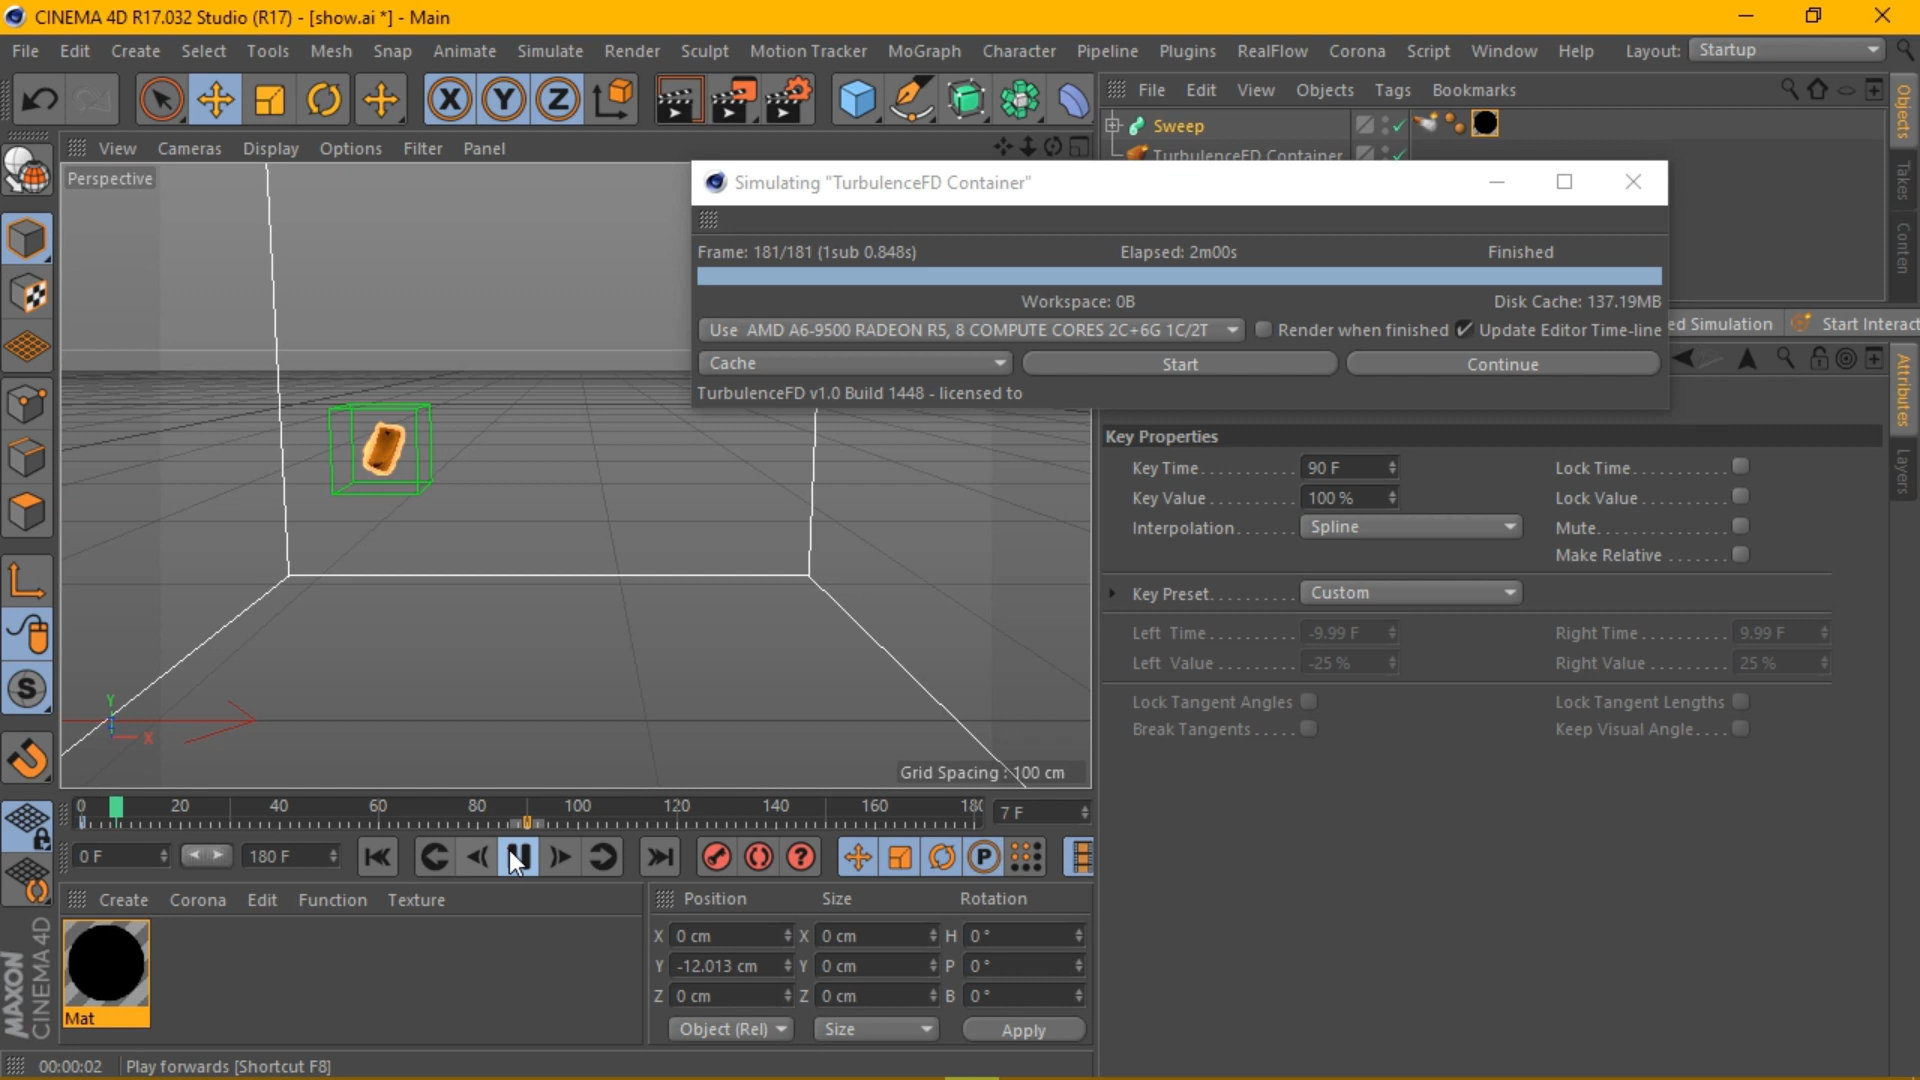 CINEMA 4D R17.032 Studio (R17) - [show.ai *] - Main
File Edit Create Select Tools Mesh Snap Animate Simulate Render Sculpt Motion Tracker MoGraph Character Pipeline Plugins RealFlow Corona Script Window Help Layout: Startup
X Y Z
File Edit View Objects Tags Bookmarks
Objects
Takes
Conten
Sweep
TurbulenceFD Container
View Cameras Display Options Filter Panel
Perspective
Simulating "TurbulenceFD Container"
Frame: 181/181 (1sub 0.848s) Elapsed: 2m00s Finished
Workspace: 0B Disk Cache: 137.19MB
Use AMD A6-9500 RADEON R5, 8 COMPUTE CORES 2C+6G 1C/2T Render when finished Update Editor Time-line
Cache Start Continue
TurbulenceFD v1.0 Build 1448 - licensed to
ed Simulation Start Interact
Attributes
Layers
Key Properties
Key Time 90 F Lock Time
Key Value 100 % Lock Value
Interpolation Spline Mute
Make Relative
Key Preset Custom
Left Time -9.99 F Right Time 9.99 F
Left Value -25 % Right Value 25 %
Lock Tangent Angles Lock Tangent Lengths
Break Tangents Keep Visual Angle
Y
X
Grid Spacing : 100 cm
0 20 40 60 80 100 120 140 160 180 7 F
0 F 180 F P
Create Corona Edit Function Texture
Mat
Position Size Rotation
X 0 cm X 0 cm H 0 °
Y -12.013 cm Y 0 cm P 0 °
Z 0 cm Z 0 cm B 0 °
Object (Rel) Size Apply
MAXON
CINEMA 4D
00:00:02 Play forwards [Shortcut F8]